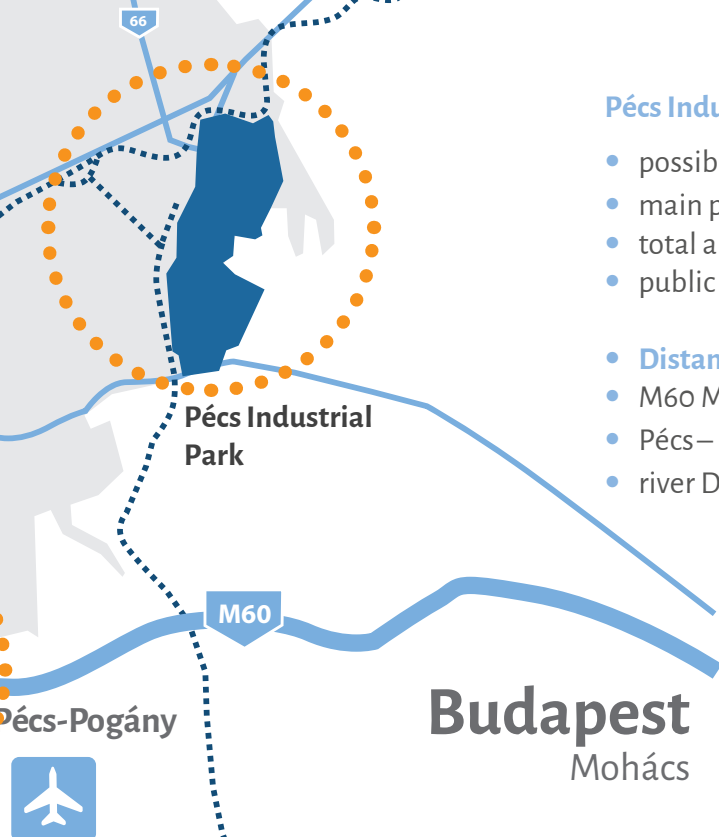 66
Pécs Indu
possib
main p
total a
public
Distan
M60 M
Pécs–
river D
Pécs Industrial
Park
M60
Pécs-Pogány
Budapest
Mohács